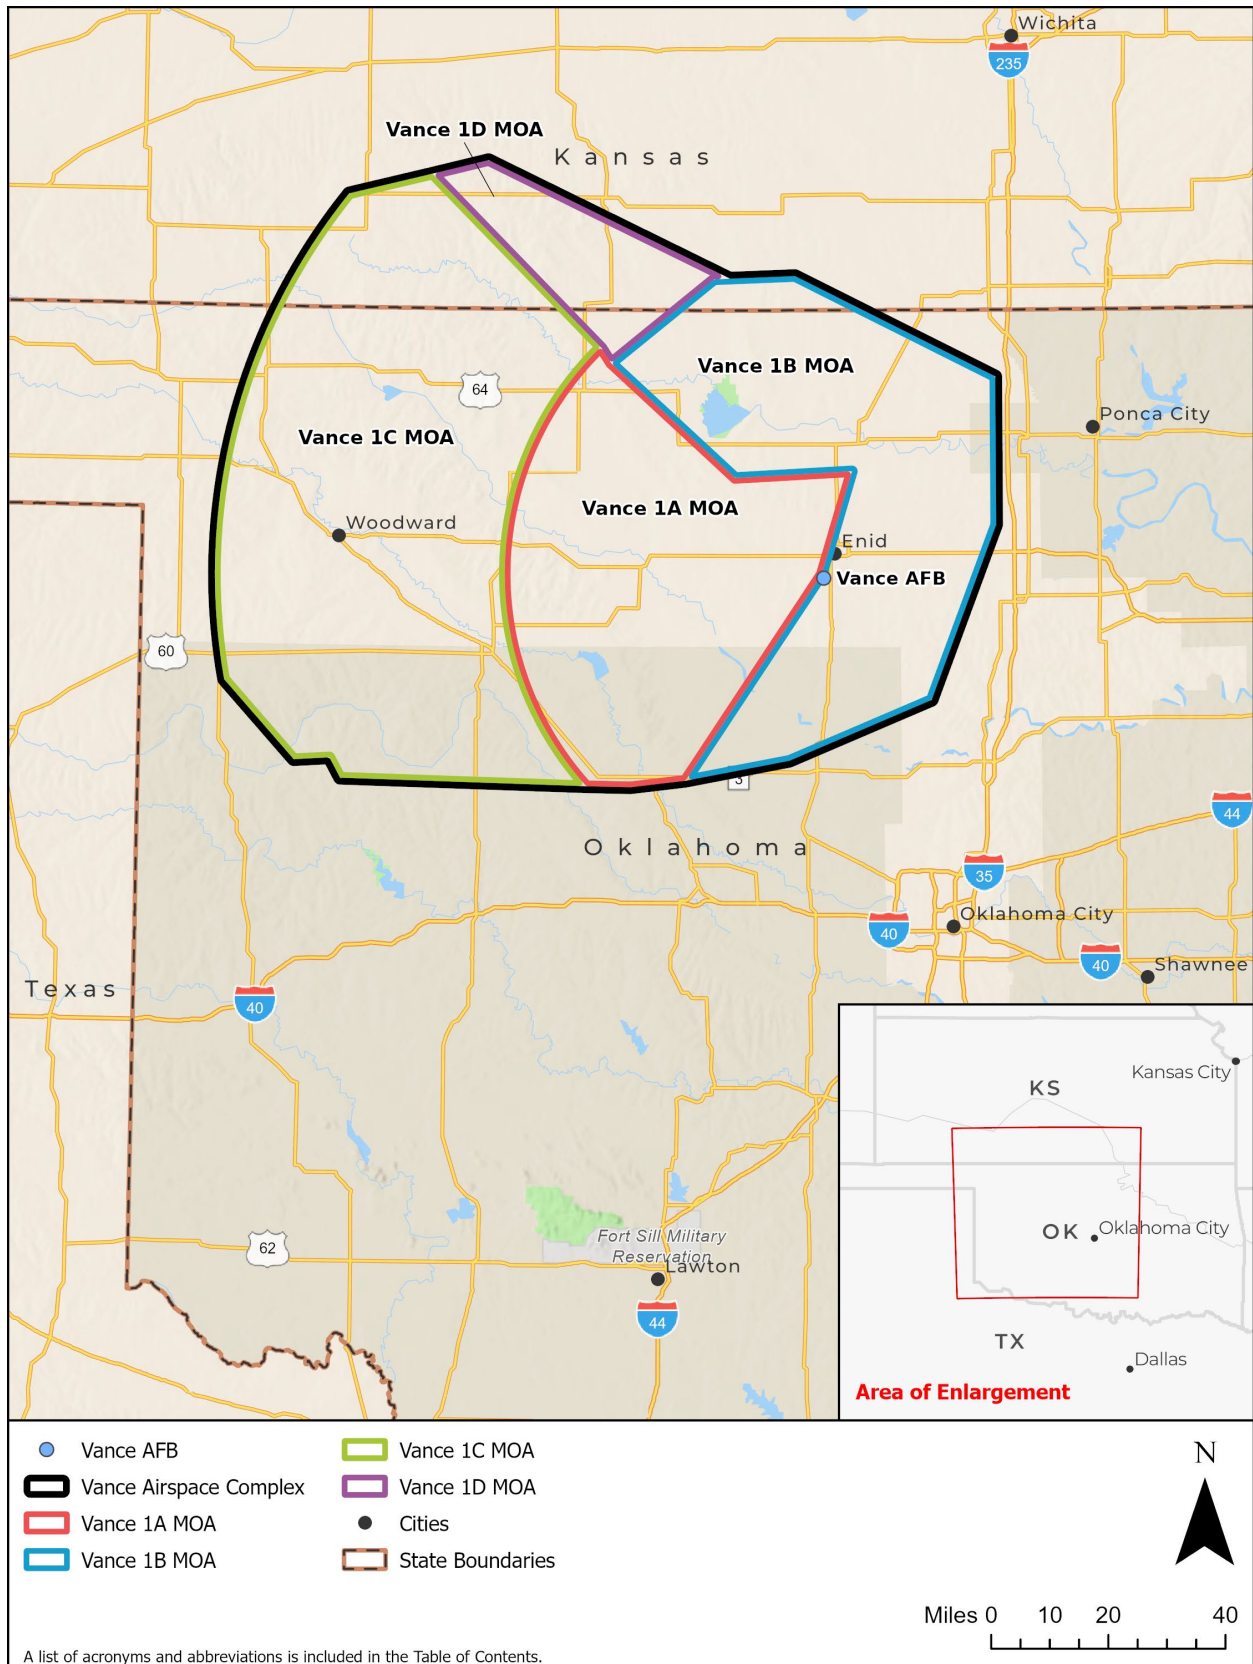 Wichita
235
Vance 1D MOA
Kansas
Vance 1B MOA
64
Ponca City
Vance 1C MOA
Vance 1A MOA
Woodward
Enid
Vance AFB
60
3
44
Oklahoma
35
Oklahoma City
40
Shawnee
40
Texas
40
Kansas City
KS
OK
Oklahoma City
Fort Sill Military
Reservation
62
Lawton
44
TX
Dallas
Area of Enlargement
Vance AFB
Vance Airspace Complex
Vance 1A MOA
Vance 1B MOA
Vance 1C MOA
Vance 1D MOA
Cities
State Boundaries
N
Miles 0 10 20 40
A list of acronyms and abbreviations is included in the Table of Contents.